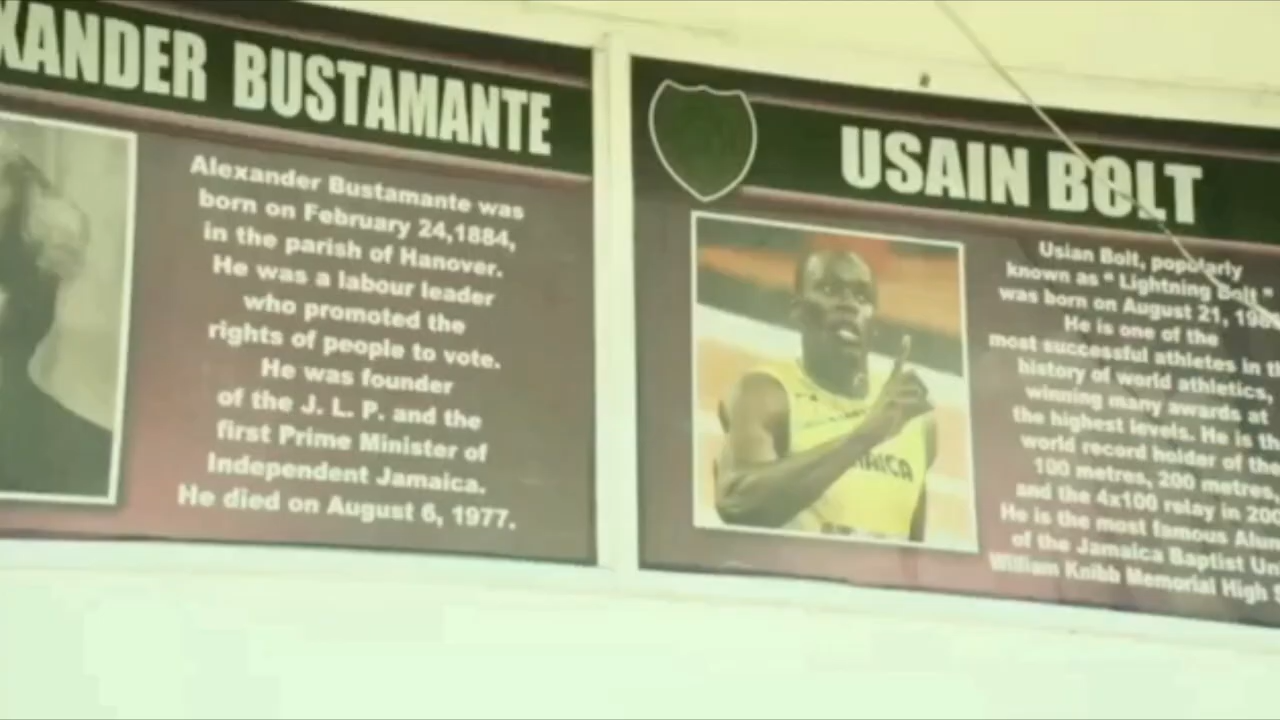 XANDER BUSTAMANTE
Alexander Bustamante was
born on February 24,1884,
in the parish of Hanover.
He was a labour leader
who promoted the
rights of people to vote.
He was founder
of the J. L. P. and the
first Prime Minister of
Independent Jamaica.
He died on August 6, 1977.
USAIN BOLT
Usian Bolt, popularly
known as “ Lightning Bolt ”
was born on August 21,
He is one of the
most successful athletes in
history of world athletics,
winning many awards at
the highest levels. He is
world record holder of the
100 metres, 200 metres,
and the 4x100 relay in
He is the most famous
of the Jamaica Baptist
William Knibb Memorial High